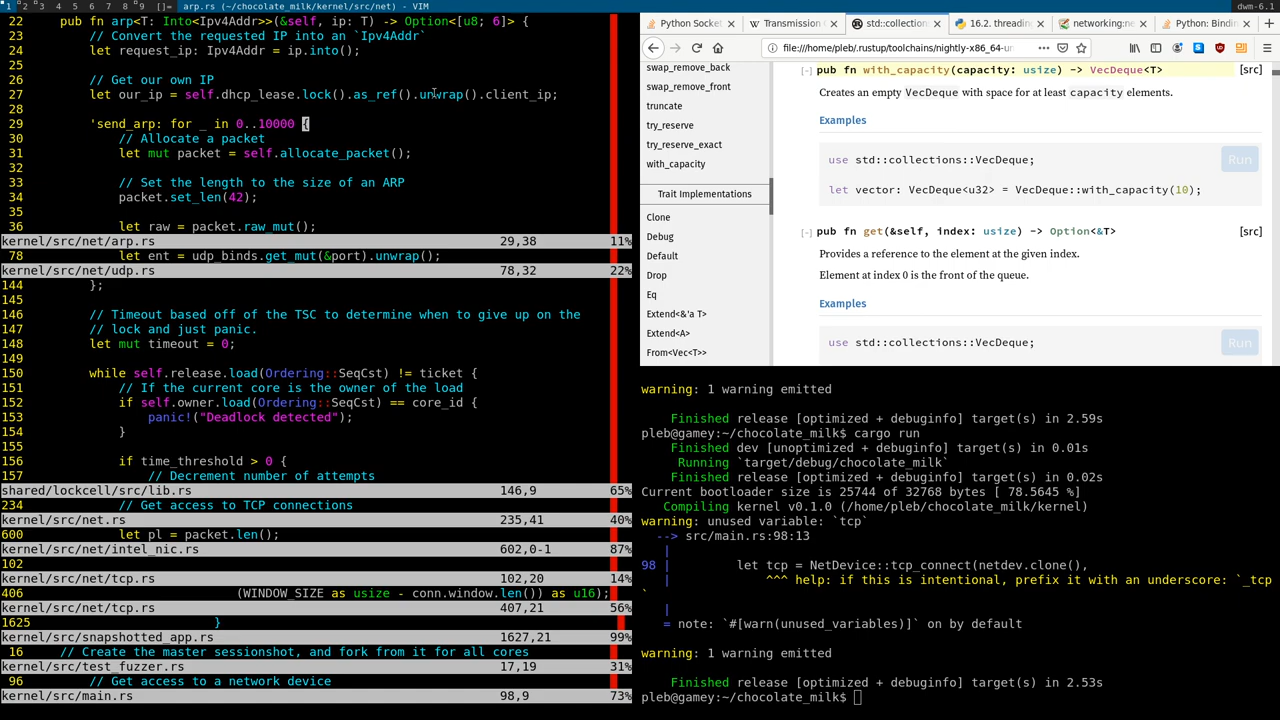 1 2 3 4 5 6 7 8 9 []= arp.rs (~/chocolate_milk/kernel/src/net) - VIM
dwm-6.1
22     pub fn arp<T: Into<Ipv4Addr>>(&self, ip: T) -> Option<[u8; 6]> {
23         // Convert the requested IP into an `Ipv4Addr`
24         let request_ip: Ipv4Addr = ip.into();
25
26         // Get our own IP
27         let our_ip = self.dhcp_lease.lock().as_ref().unwrap().client_ip;
28
29         'send_arp: for _ in 0..10000 {
30             // Allocate a packet
31             let mut packet = self.allocate_packet();
32
33             // Set the length to the size of an ARP
34             packet.set_len(42);
35
36             let raw = packet.raw_mut();
kernel/src/net/arp.rs 29,38 11%
78             let ent = udp_binds.get_mut(&port).unwrap();
kernel/src/net/udp.rs 78,32 22%
144         };
145
146         // Timeout based off of the TSC to determine when to give up on the
147         // lock and just panic.
148         let mut timeout = 0;
149
150         while self.release.load(Ordering::SeqCst) != ticket {
151             // If the current core is the owner of the load
152             if self.owner.load(Ordering::SeqCst) == core_id {
153                 panic!("Deadlock detected");
154             }
155
156             if time_threshold > 0 {
157                 // Decrement number of attempts
shared/lockcell/src/lib.rs 146,9 65%
234                 // Get access to TCP connections
kernel/src/net.rs 235,41 40%
600             let pl = packet.len();
kernel/src/net/intel_nic.rs 602,0-1 87%
102
kernel/src/net/tcp.rs 102,20 14%
406                             (WINDOW_SIZE as usize - conn.window.len()) as u16);
kernel/src/net/tcp.rs 407,21 56%
1625                         }
kernel/src/snapshotted_app.rs 1627,21 99%
16     // Create the master sessionshot, and fork from it for all cores
kernel/src/test_fuzzer.rs 17,19 31%
96         // Get access to a network device
kernel/src/main.rs 98,9 73%
Python Socket
Transmission C
std::collection
16.2. threading
networking:ne
Python: Bindin
file:///home/pleb/.rustup/toolchains/nightly-x86_64-u
swap_remove_back
swap_remove_front
truncate
try_reserve
try_reserve_exact
with_capacity
Trait Implementations
Clone
Debug
Default
Drop
Eq
Extend<&'a T>
Extend<A>
From<Vec<T>>
[-] pub fn with_capacity(capacity: usize) -> VecDeque<T> [src]
Creates an empty VecDeque with space for at least capacity elements.
Examples
use std::collections::VecDeque;
Run
let vector: VecDeque<u32> = VecDeque::with_capacity(10);
[-] pub fn get(&self, index: usize) -> Option<&T> [src]
Provides a reference to the element at the given index.
Element at index 0 is the front of the queue.
Examples
use std::collections::VecDeque;
Run
warning: 1 warning emitted
Finished release [optimized + debuginfo] target(s) in 2.59s
pleb@gamey:~/chocolate_milk$ cargo run
Finished dev [unoptimized + debuginfo] target(s) in 0.01s
Running `target/debug/chocolate_milk`
Finished release [optimized + debuginfo] target(s) in 0.02s
Current bootloader size is 25744 of 32768 bytes [ 78.5645 %]
Compiling kernel v0.1.0 (/home/pleb/chocolate_milk/kernel)
warning: unused variable: `tcp`
--> src/main.rs:98:13
|
98 |         let tcp = NetDevice::tcp_connect(netdev.clone(),
|             ^^^ help: if this is intentional, prefix it with an underscore: `_tcp
`
|
= note: `#[warn(unused_variables)]` on by default
warning: 1 warning emitted
Finished release [optimized + debuginfo] target(s) in 2.53s
pleb@gamey:~/chocolate_milk$